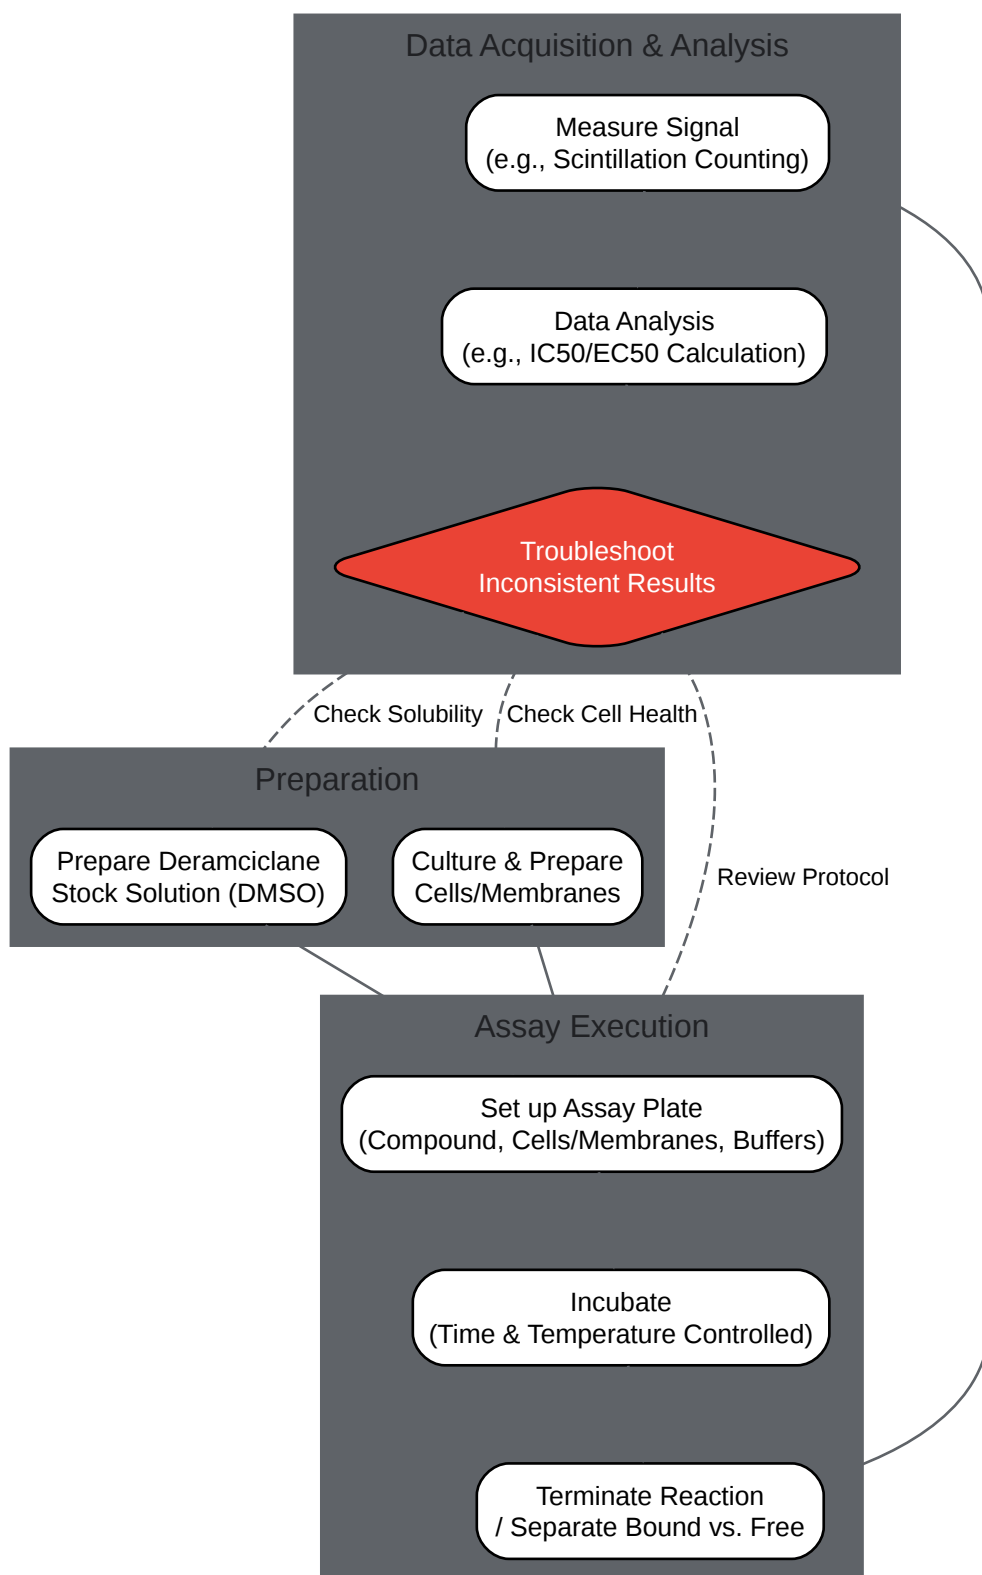 Data Acquisition & Analysis
Measure Signal
(e.g., Scintillation Counting)
Data Analysis
(e.g., IC50/EC50 Calculation)
Troubleshoot
Inconsistent Results
Check Solubility
Check Cell Health
Preparation
Prepare Deramciclane
Stock Solution (DMSO)
Culture & Prepare
Cells/Membranes
Review Protocol
Assay Execution
Set up Assay Plate
(Compound, Cells/Membranes, Buffers)
Incubate
(Time & Temperature Controlled)
Terminate Reaction
/ Separate Bound vs. Free